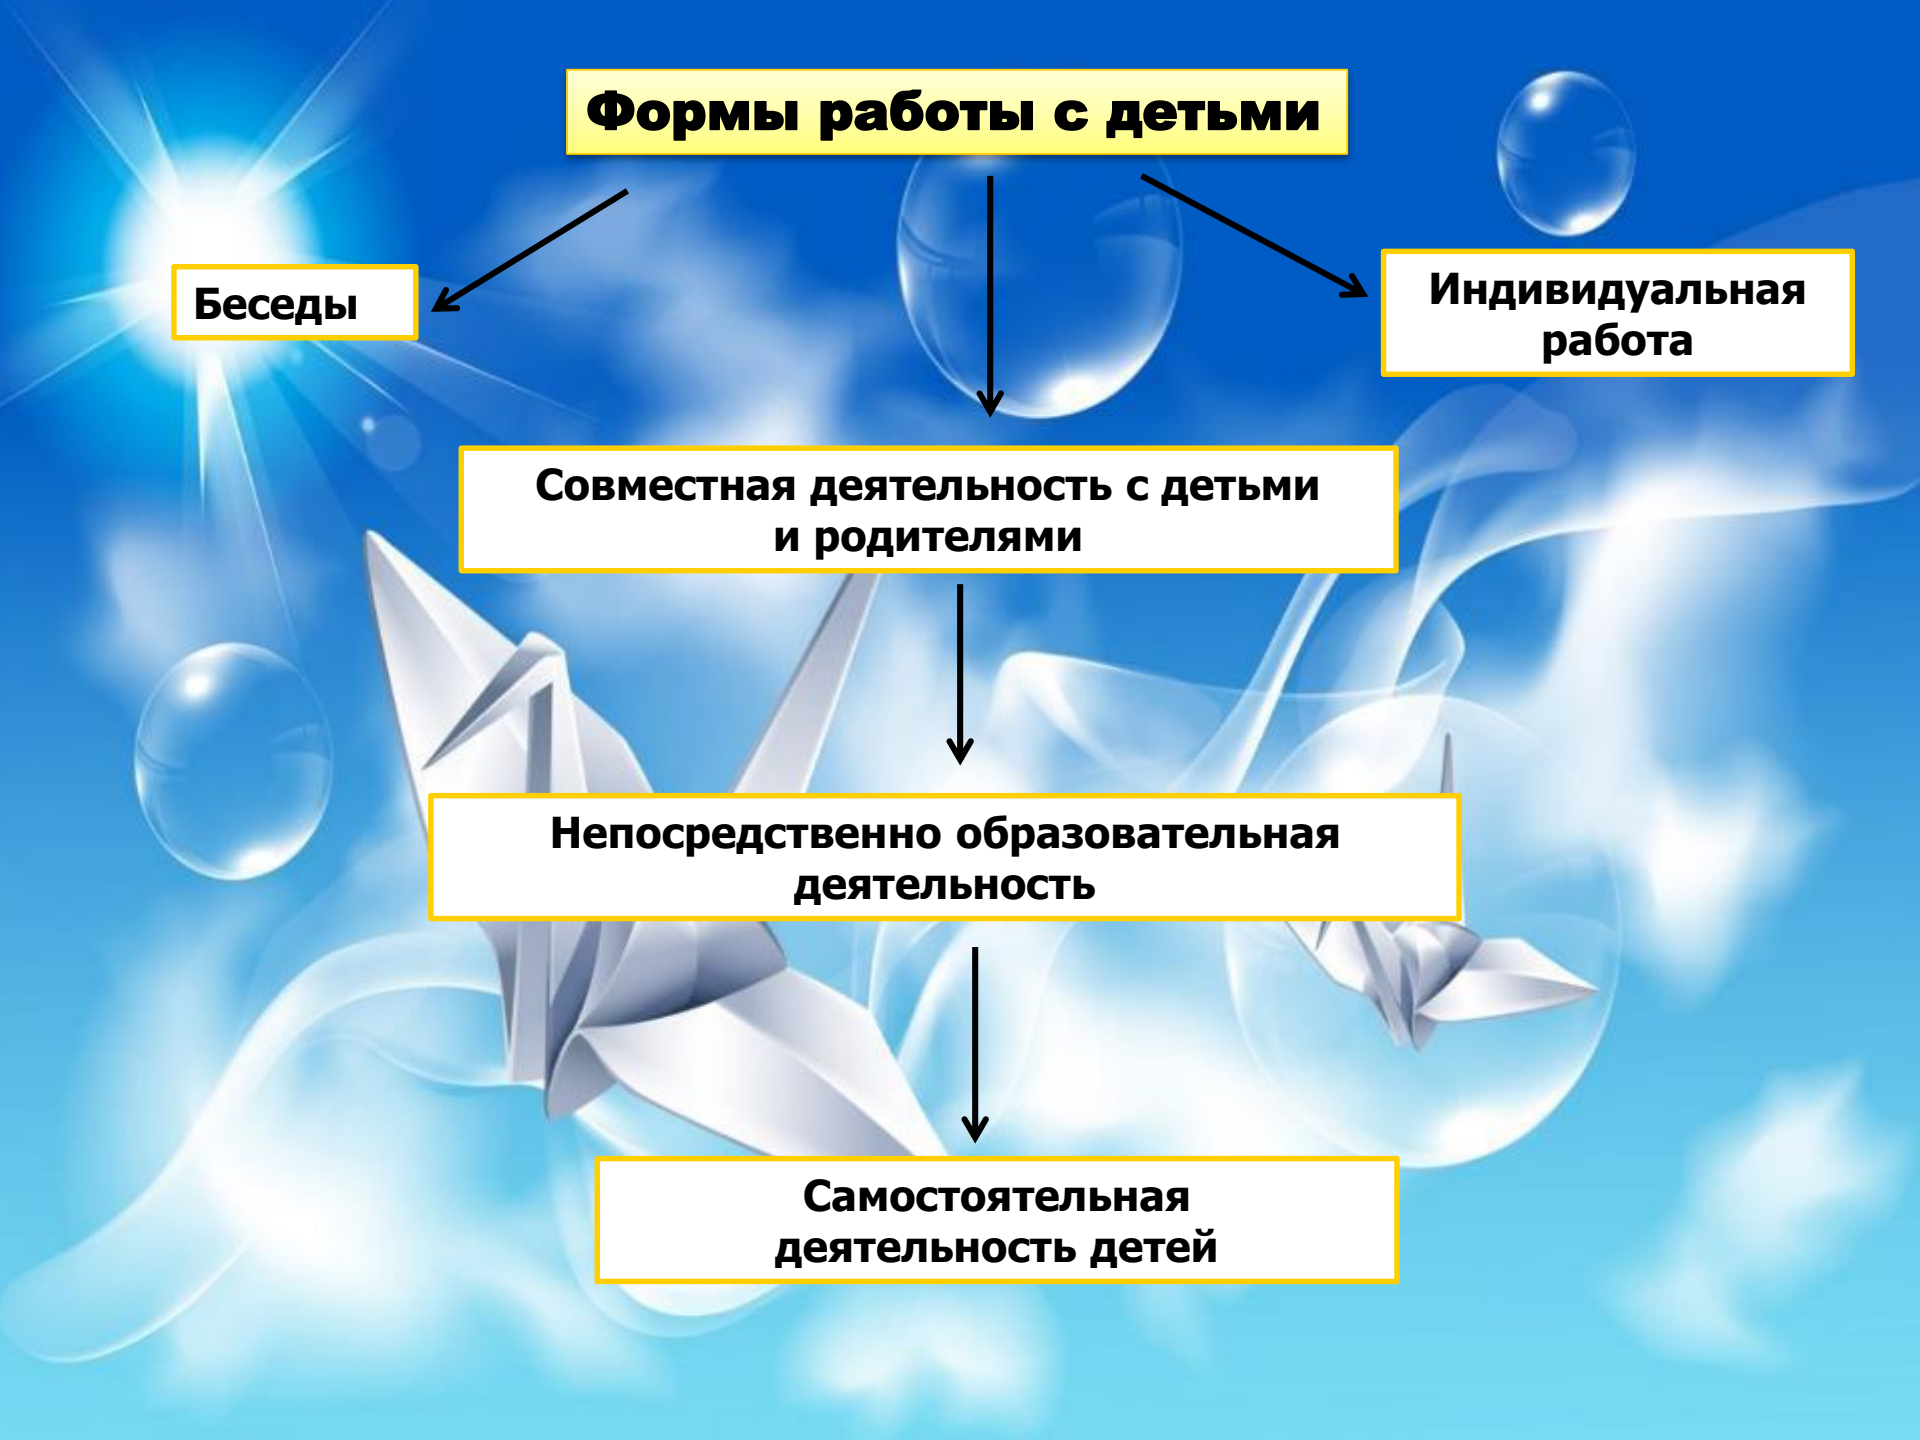 Формы работы с детьми
Беседы
Индивидуальная
работа
Совместная деятельность с детьми
и родителями
Непосредственно образовательная
деятельность
Самостоятельная
деятельность детей